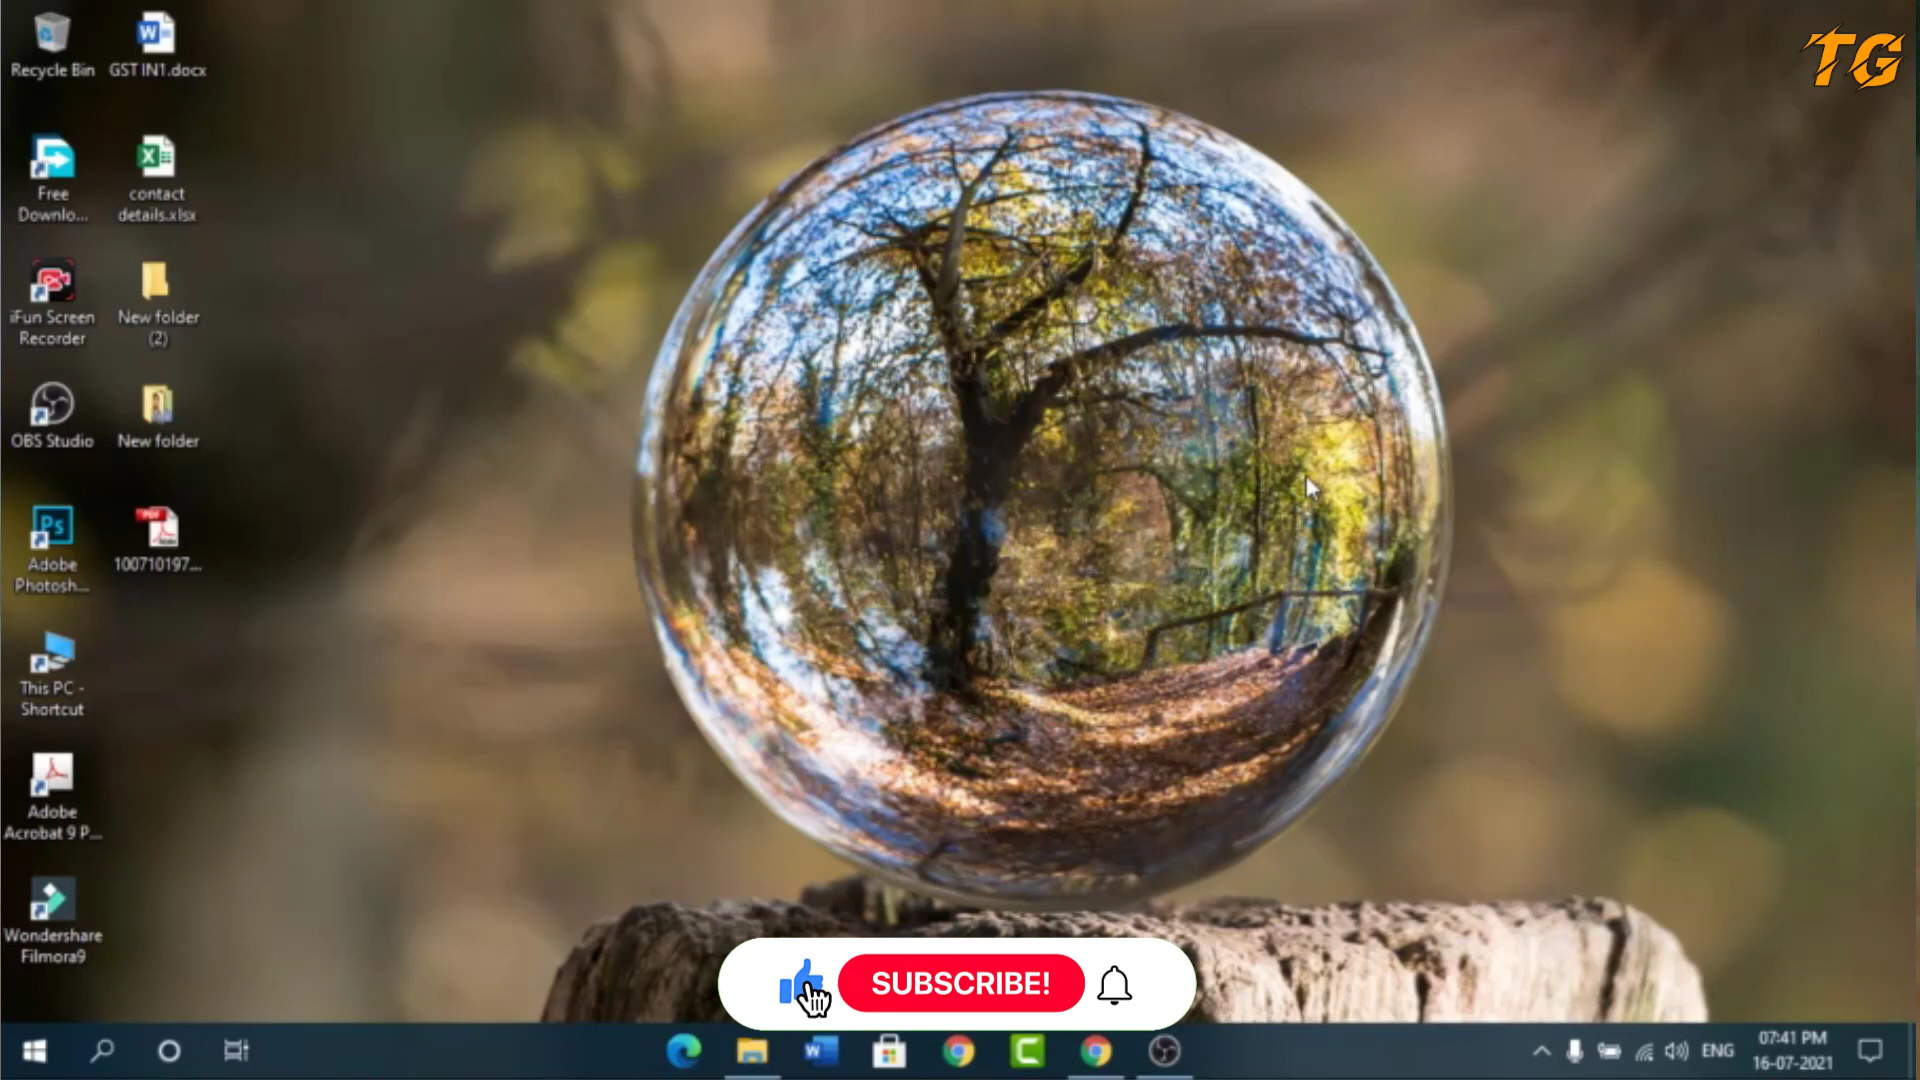 TG
Recycle Bin
GST IN1.docx
Free
Downlo...
contact
details.xlsx
iFun Screen
Recorder
New folder
(2)
OBS Studio
New folder
Ps
Adobe
Photosh...
PDF
100710197...
This PC -
Shortcut
Adobe
Acrobat 9 P...
Wondershare
Filmora9
SUBSCRIBE!
ENG
07:41 PM
16-07-2021